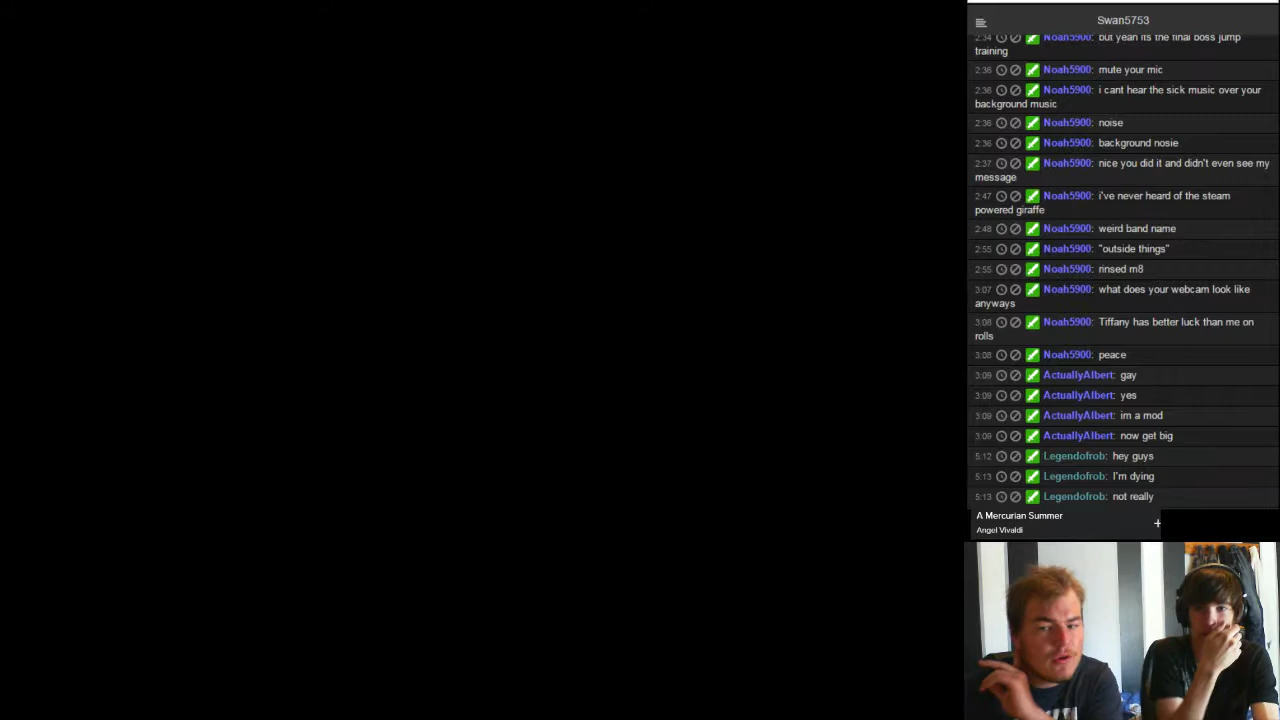 Swan5753
2:34 Noah5900: but yeah its the final boss jump
training
2:36 Noah5900: mute your mic
2:36 Noah5900: i cant hear the sick music over your
background music
2:36 Noah5900: noise
2:36 Noah5900: background nosie
2:37 Noah5900: nice you did it and didn't even see my
message
2:47 Noah5900: i've never heard of the steam
powered giraffe
2:48 Noah5900: weird band name
2:55 Noah5900: "outside things"
2:55 Noah5900: rinsed m8
3:07 Noah5900: what does your webcam look like
anyways
3:08 Noah5900: Tiffany has better luck than me on
rolls
3:08 Noah5900: peace
3:09 ActuallyAlbert: gay
3:09 ActuallyAlbert: yes
3:09 ActuallyAlbert: im a mod
3:09 ActuallyAlbert: now get big
5:12 Legendofrob: hey guys
5:13 Legendofrob: I'm dying
5:13 Legendofrob: not really
A Mercurian Summer
+
Angel Vivaldi